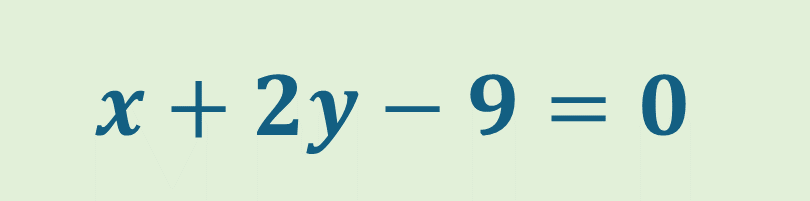 x + 2y − 9 = 0